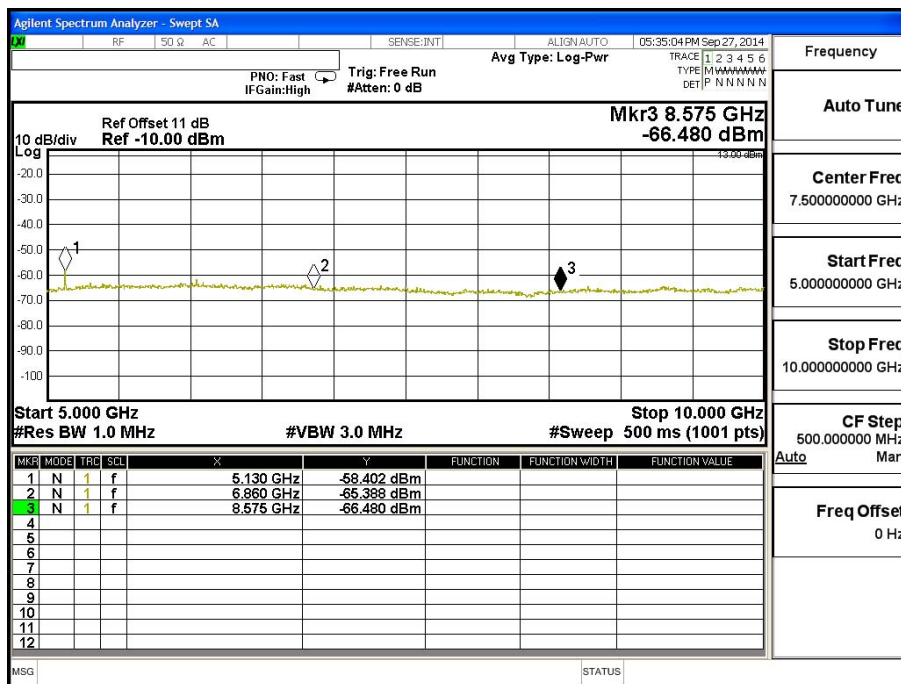 Agilent Spectrum Analyzer - Swept SA
LXI RF 50 Ω AC SENSE:INT ALIGNAUTO 05:35:04 PM Sep 27, 2014
Avg Type: Log-Pwr TRACE 1 2 3 4 5 6
PNO: Fast Trig: Free Run TYPE M W W W W W
IFGain:High #Atten: 0 dB DET P N N N N N
Mkr3 8.575 GHz
-66.480 dBm
Ref Offset 11 dB
10 dB/div Ref -10.00 dBm
Log
-13.00 dBm
-20.0
-30.0
-40.0
-50.0
-60.0
-70.0
-80.0
-90.0
-100
1
2
3
Start 5.000 GHz Stop 10.000 GHz
#Res BW 1.0 MHz #VBW 3.0 MHz #Sweep 500 ms (1001 pts)
MKR MODE TRC SCL X Y FUNCTION FUNCTION WIDTH FUNCTION VALUE
1 N 1 f 5.130 GHz -58.402 dBm
2 N 1 f 6.860 GHz -65.388 dBm
3 N 1 f 8.575 GHz -66.480 dBm
4
5
6
7
8
9
10
11
12
MSG STATUS
Frequency
Auto Tune
Center Freq
7.500000000 GHz
Start Freq
5.000000000 GHz
Stop Freq
10.000000000 GHz
CF Step
500.000000 MHz
Auto Man
Freq Offset
0 Hz